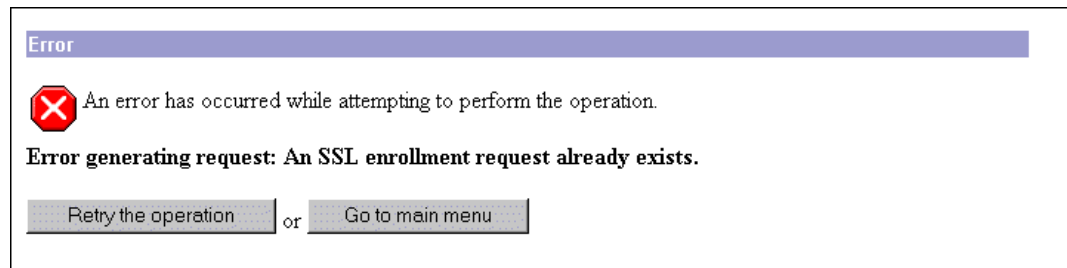 Error
An error has occurred while attempting to perform the operation.
Error generating request: An SSL enrollment request already exists.
Retry the operation or Go to main menu